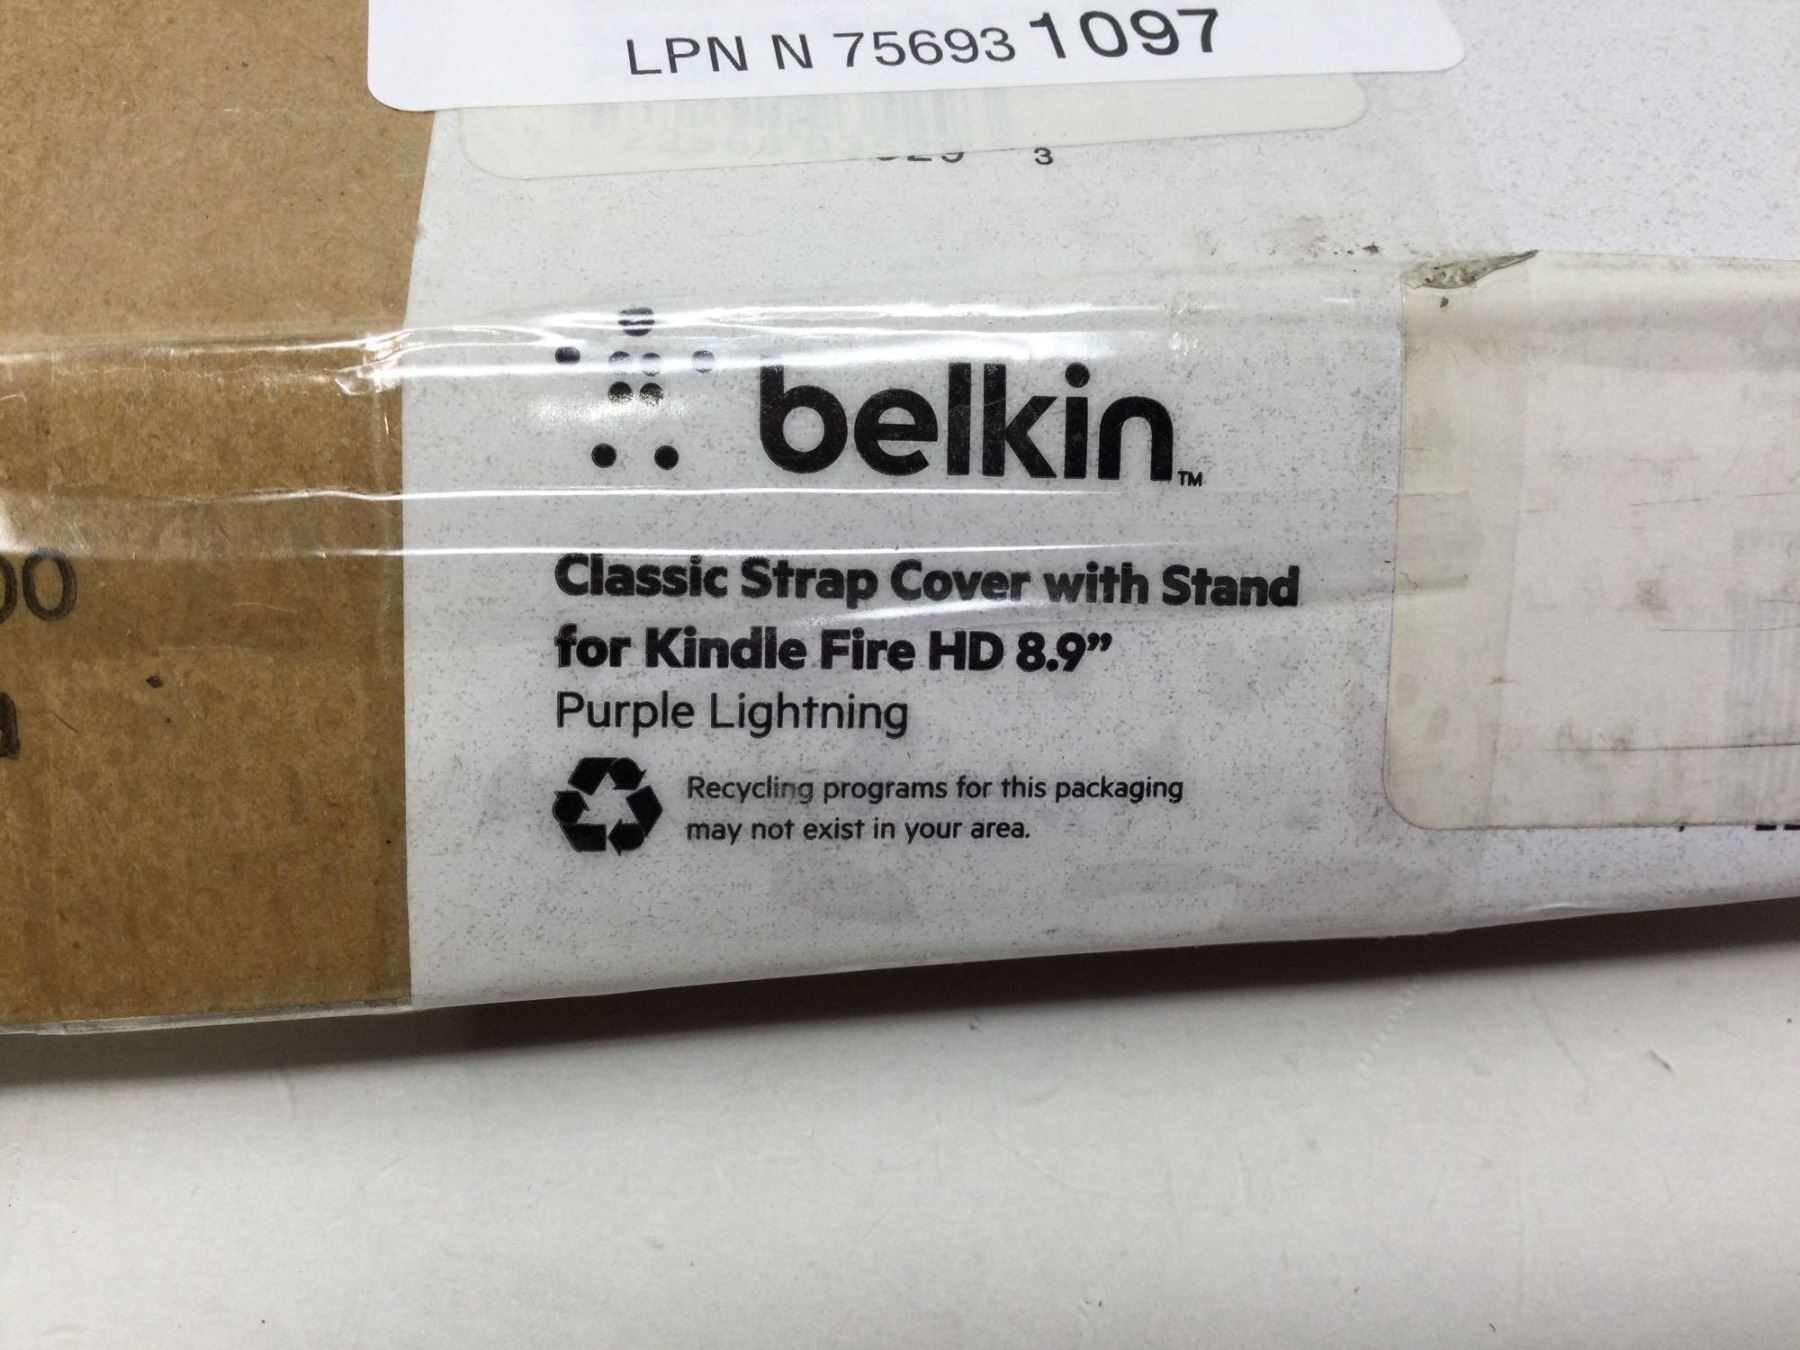 LPN N 75693 1097
3
belkin™
Classic Strap Cover with Stand
for Kindle Fire HD 8.9”
Purple Lightning
Recycling programs for this packaging
may not exist in your area.